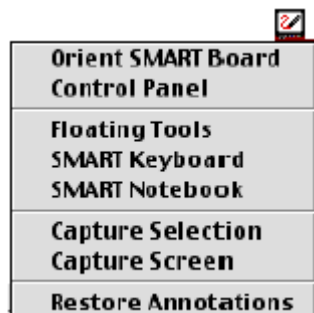 Orient SMART Board
Control Panel
Floating Tools
SMART Keyboard
SMART Notebook
Capture Selection
Capture Screen
Restore Annotations